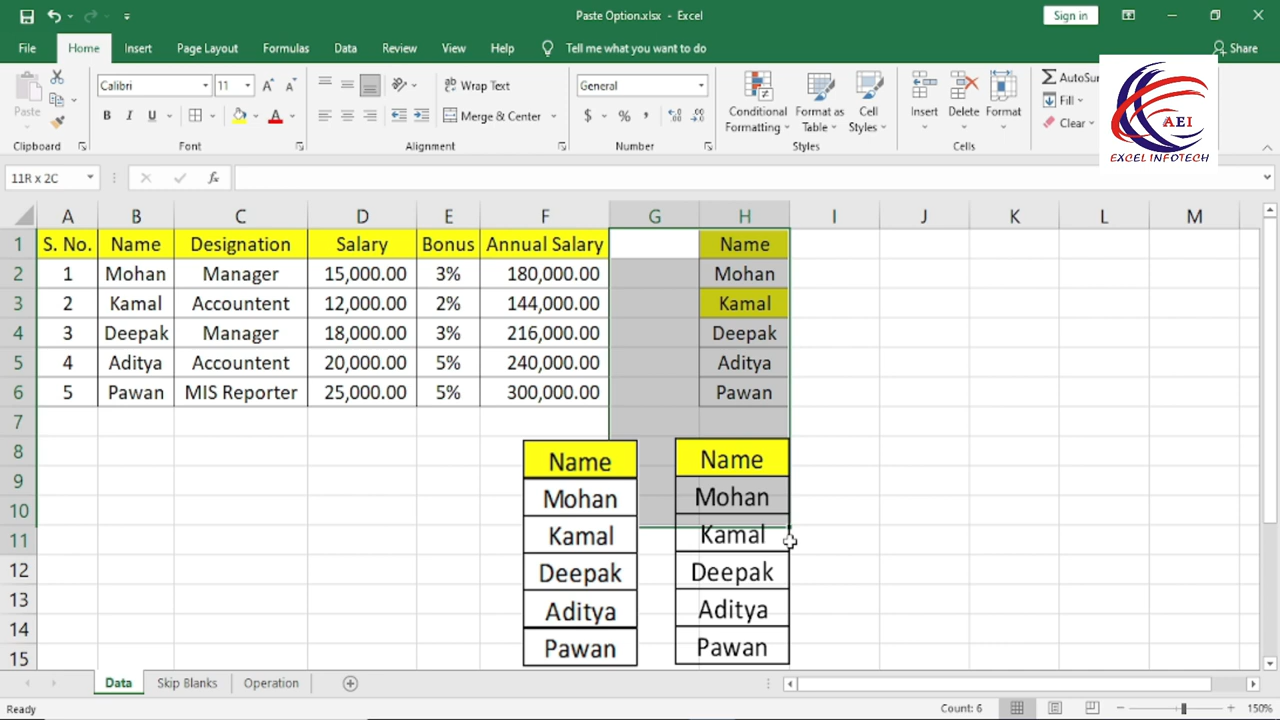 Paste Option.xlsx - Excel
Sign in
File Home Insert Page Layout Formulas Data Review View Help Tell me what you want to do Share
Paste
Calibri 11 A A
B I U A
Wrap Text
Merge & Center
General
$ % ,
Conditional Formatting
Format as Table
Cell Styles
Insert Delete Format
AutoSu
Fill
Clear
AEI
EXCEL INFOTECH
Clipboard Font Alignment Number Styles Cells
11R x 2C fx
A B C D E F G H I J K L M
1 S. No. Name Designation Salary Bonus Annual Salary Name
2 1 Mohan Manager 15,000.00 3% 180,000.00 Mohan
3 2 Kamal Accountent 12,000.00 2% 144,000.00 Kamal
4 3 Deepak Manager 18,000.00 3% 216,000.00 Deepak
5 4 Aditya Accountent 20,000.00 5% 240,000.00 Aditya
6 5 Pawan MIS Reporter 25,000.00 5% 300,000.00 Pawan
7
8 Name Name
9 Mohan Mohan
10
11 Kamal Kamal
12 Deepak Deepak
13 Aditya Aditya
14
15 Pawan Pawan
Data Skip Blanks Operation
Ready Count: 6 150%